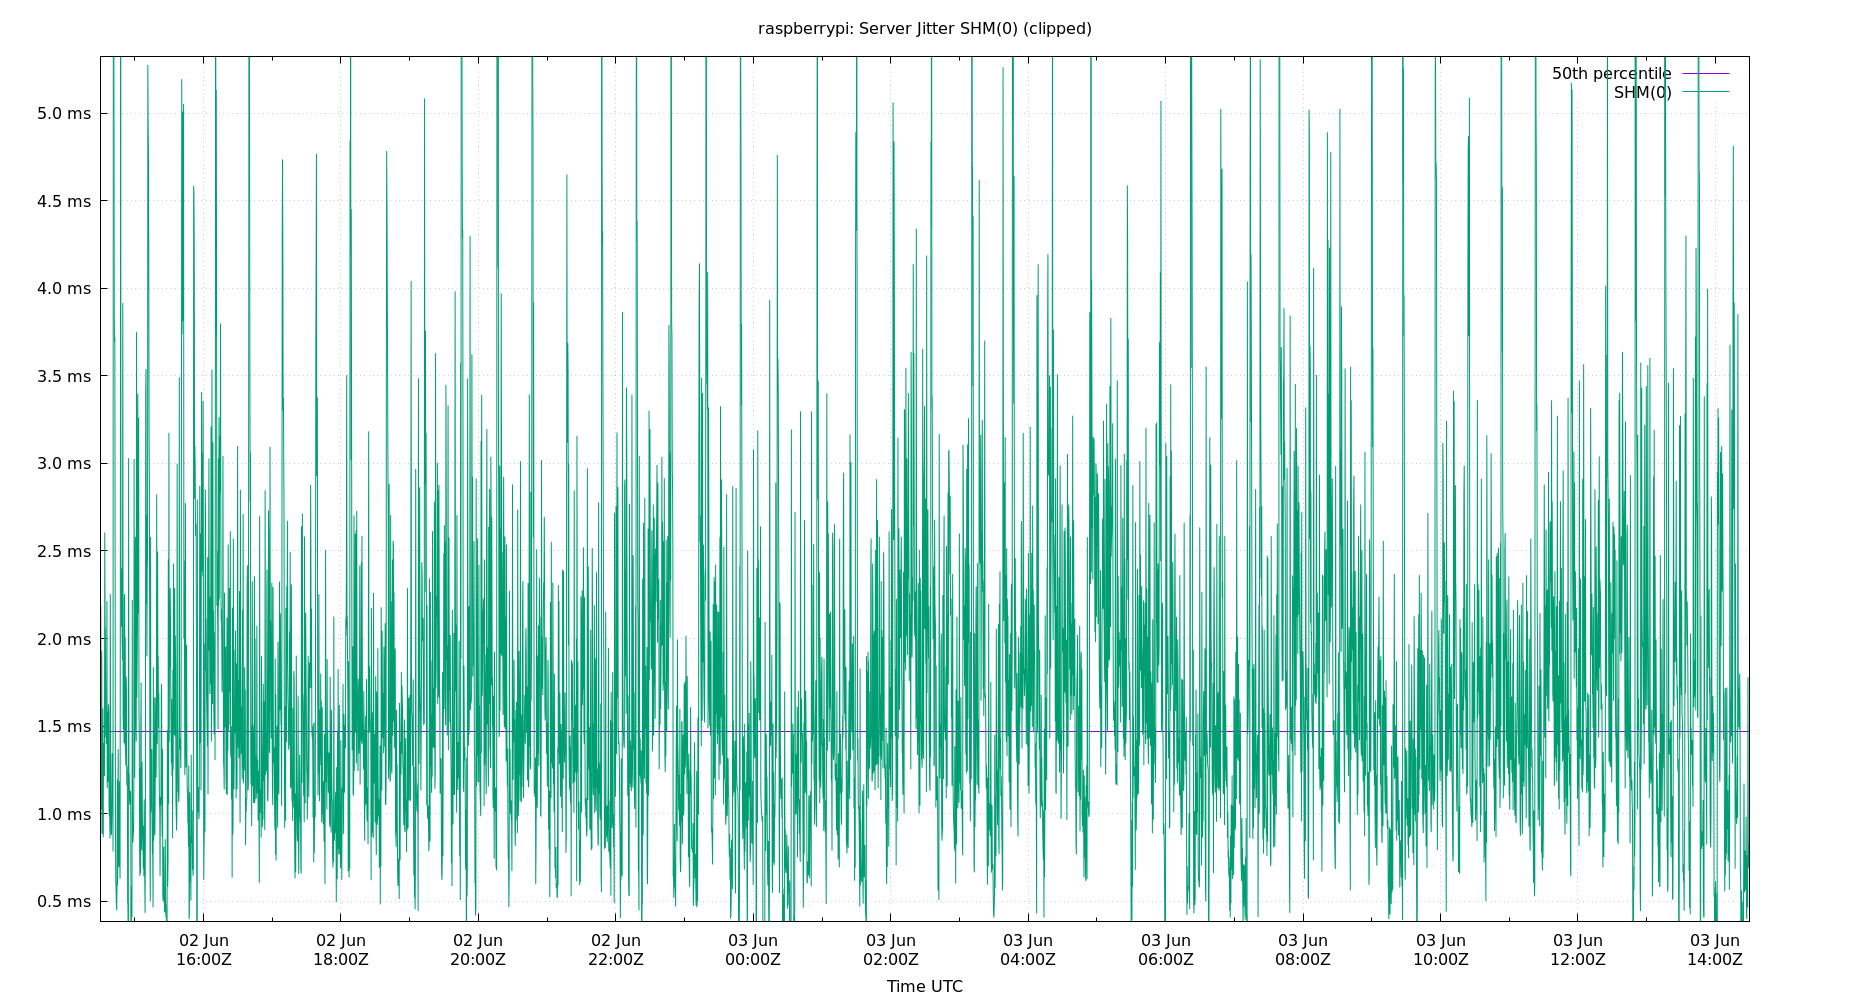 raspberrypi: Server Jitter SHM(0) (clipped)
50th percentile
SHM(0)
5.0 ms
4.5 ms
4.0 ms
3.5 ms
3.0 ms
2.5 ms
2.0 ms
1.5 ms
1.0 ms
0.5 ms
02 Jun 02 Jun 02 Jun 02 Jun 03 Jun 03 Jun 03 Jun 03 Jun 03 Jun 03 Jun 03 Jun 03 Jun
16:00Z 18:00Z 20:00Z 22:00Z 00:00Z 02:00Z 04:00Z 06:00Z 08:00Z 10:00Z 12:00Z 14:00Z
Time UTC